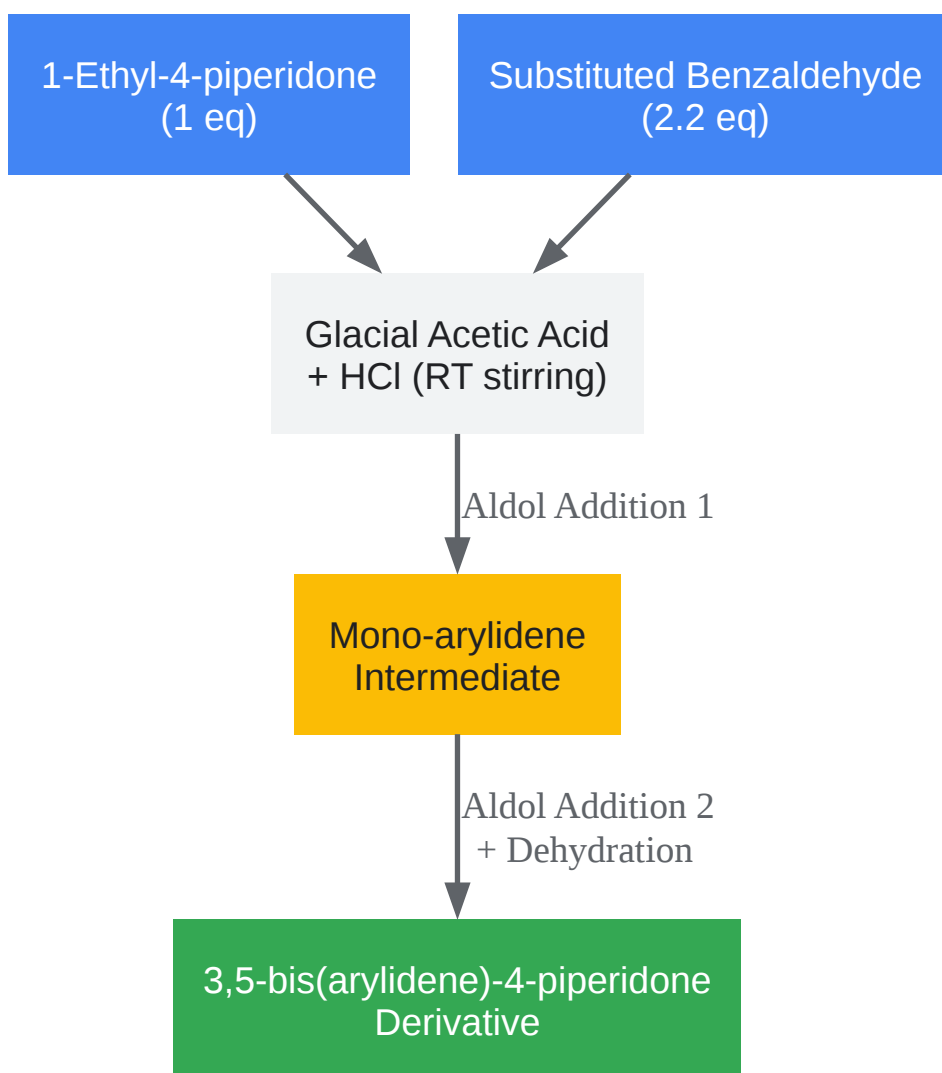 1-Ethyl-4-piperidone
(1 eq)
Substituted Benzaldehyde
(2.2 eq)
Glacial Acetic Acid
+ HCl (RT stirring)
Aldol Addition 1
Mono-arylidene
Intermediate
Aldol Addition 2
+ Dehydration
3,5-bis(arylidene)-4-piperidone
Derivative